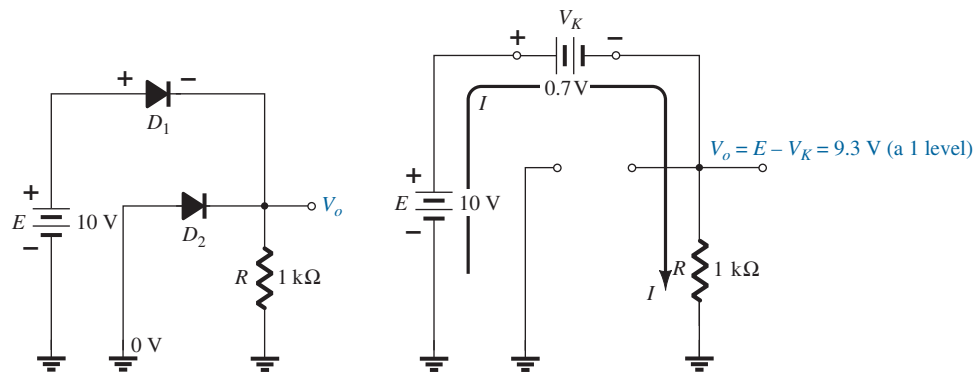 + −
D1
+
E 10 V
−
D2
Vo
R 1 kΩ
0 V
VK
+ −
0.7 V
I
Vo = E – VK = 9.3 V (a 1 level)
+
E 10 V
−
R 1 kΩ
I